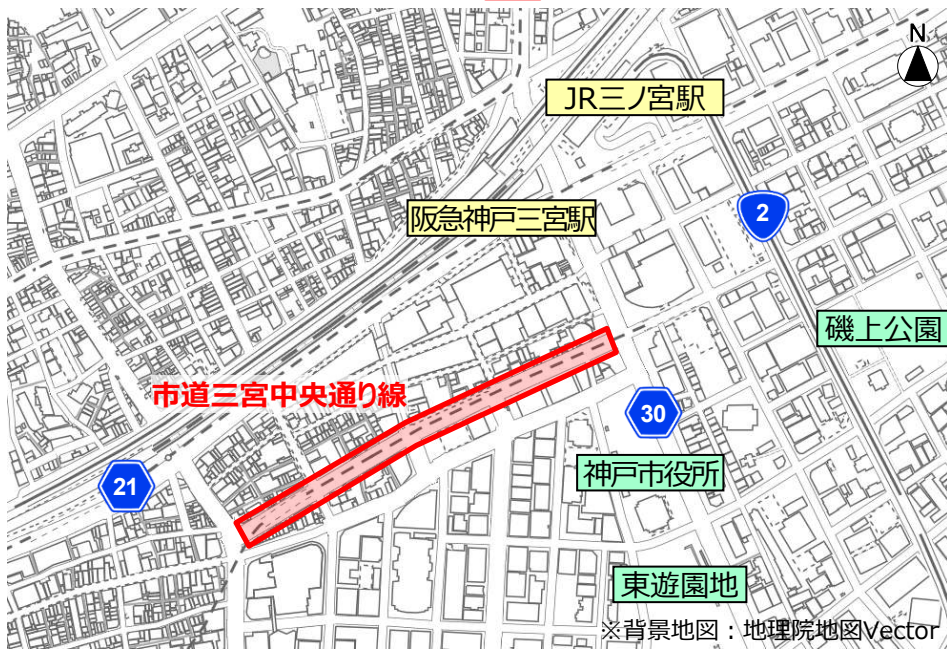 N
JR三ノ宮駅
阪急神戸三宮駅
2
磯上公園
市道三宮中央通り線
30
神戸市役所
21
東遊園地
※背景地図：地理院地図Vector